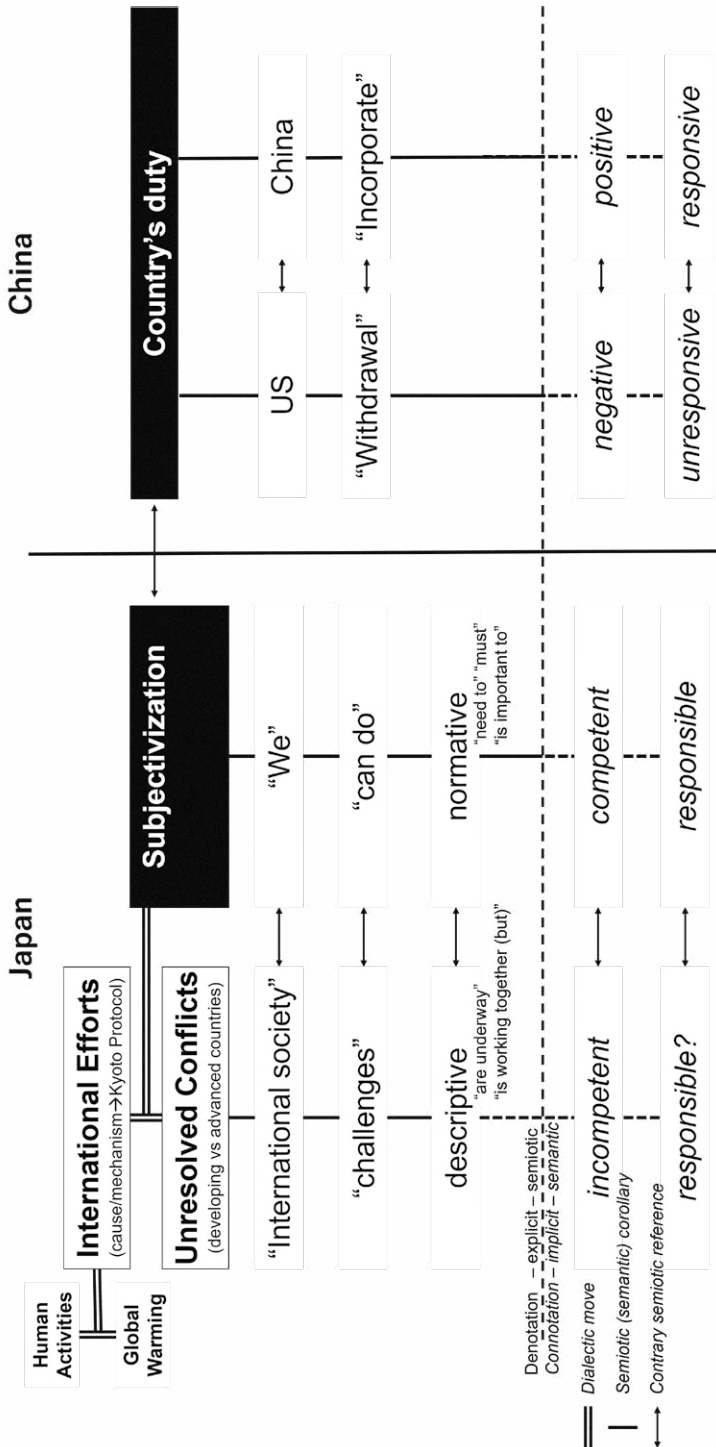 Japan
China
Human
Activities
Global
Warming
International Efforts
(cause/mechanism→Kyoto Protocol)
Unresolved Conflicts
(developing vs advanced countries)
Subjectivization
Country's duty
“International society”
“We”
US
China
“challenges”
“can do”
“Withdrawal”
“Incorporate”
descriptive
“are underway”
“is working together (but)”
normative
“need to” “must”
“is important to”
Denotation – explicit – semiotic
Connotation – implicit – semantic
incompetent
competent
negative
positive
responsible?
responsible
unresponsive
responsive
Dialectic move
Semiotic (semantic) corollary
Contrary semiotic reference